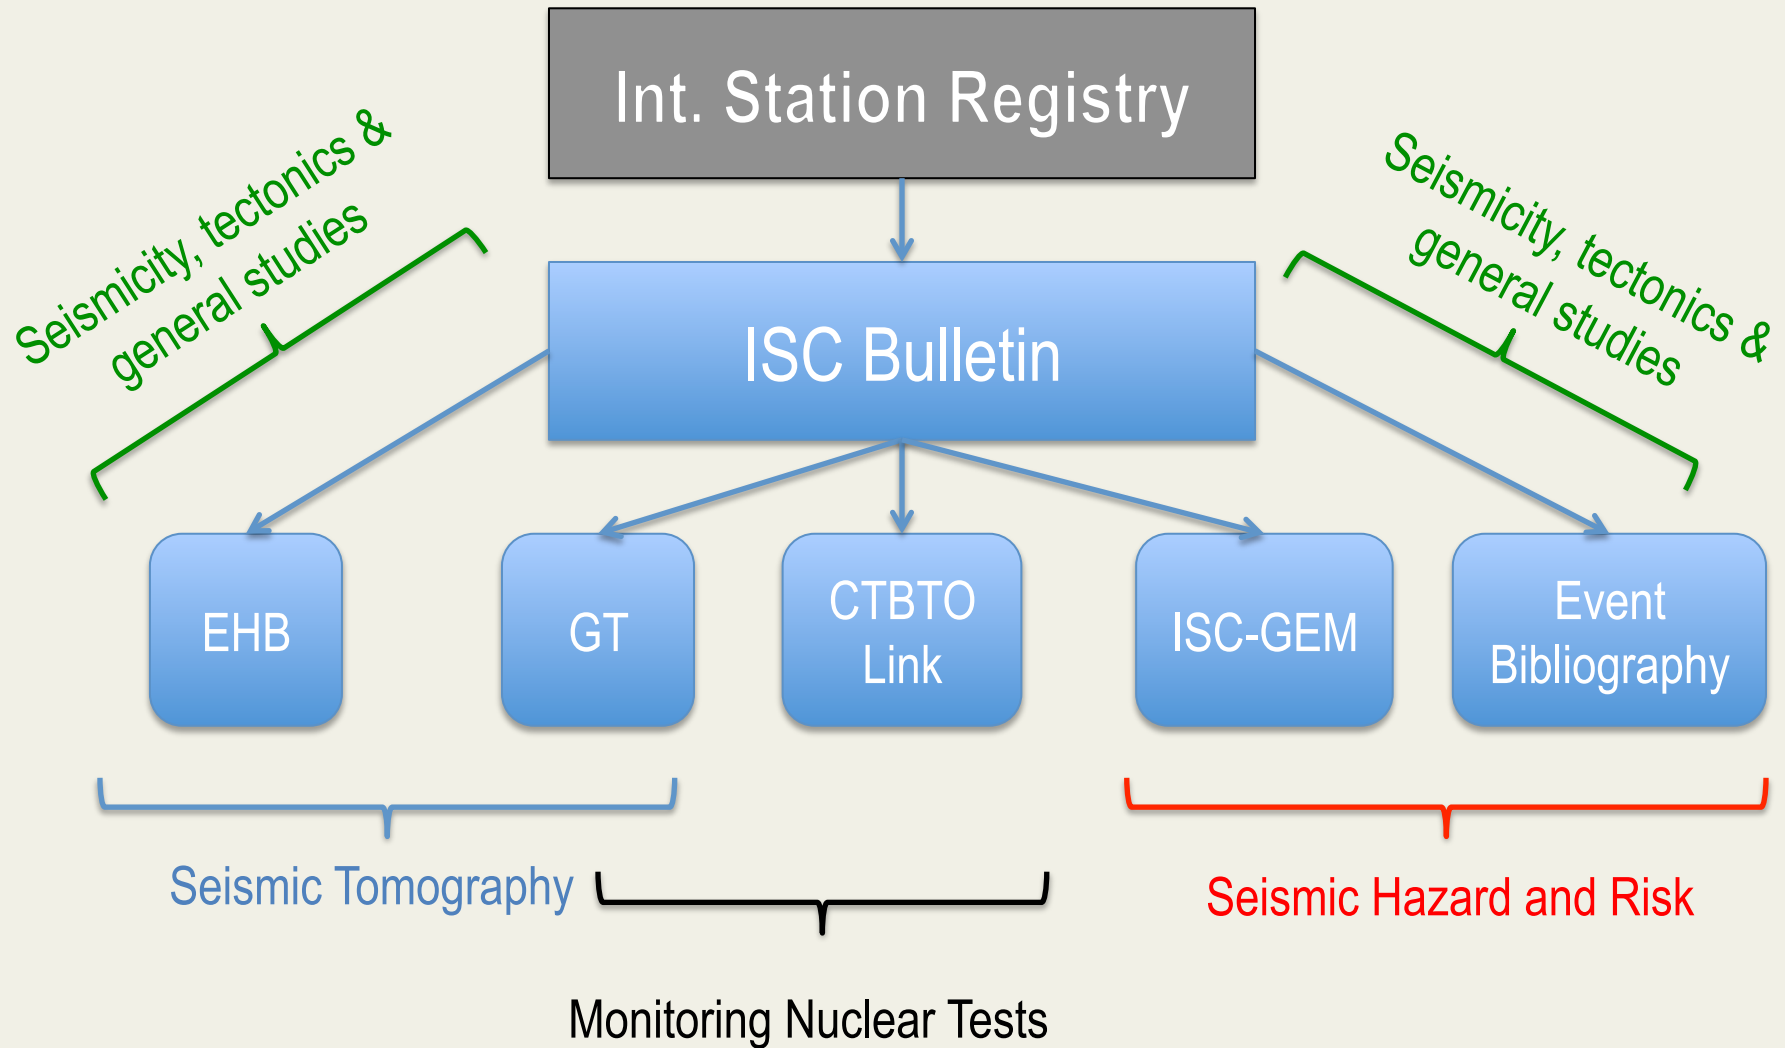 Int. Station Registry
Seismicity, tectonics &
general studies
Seismicity, tectonics &
general studies
ISC Bulletin
EHB
GT
CTBTO
Link
ISC-GEM
Event
Bibliography
Seismic Tomography
Seismic Hazard and Risk
Monitoring Nuclear Tests